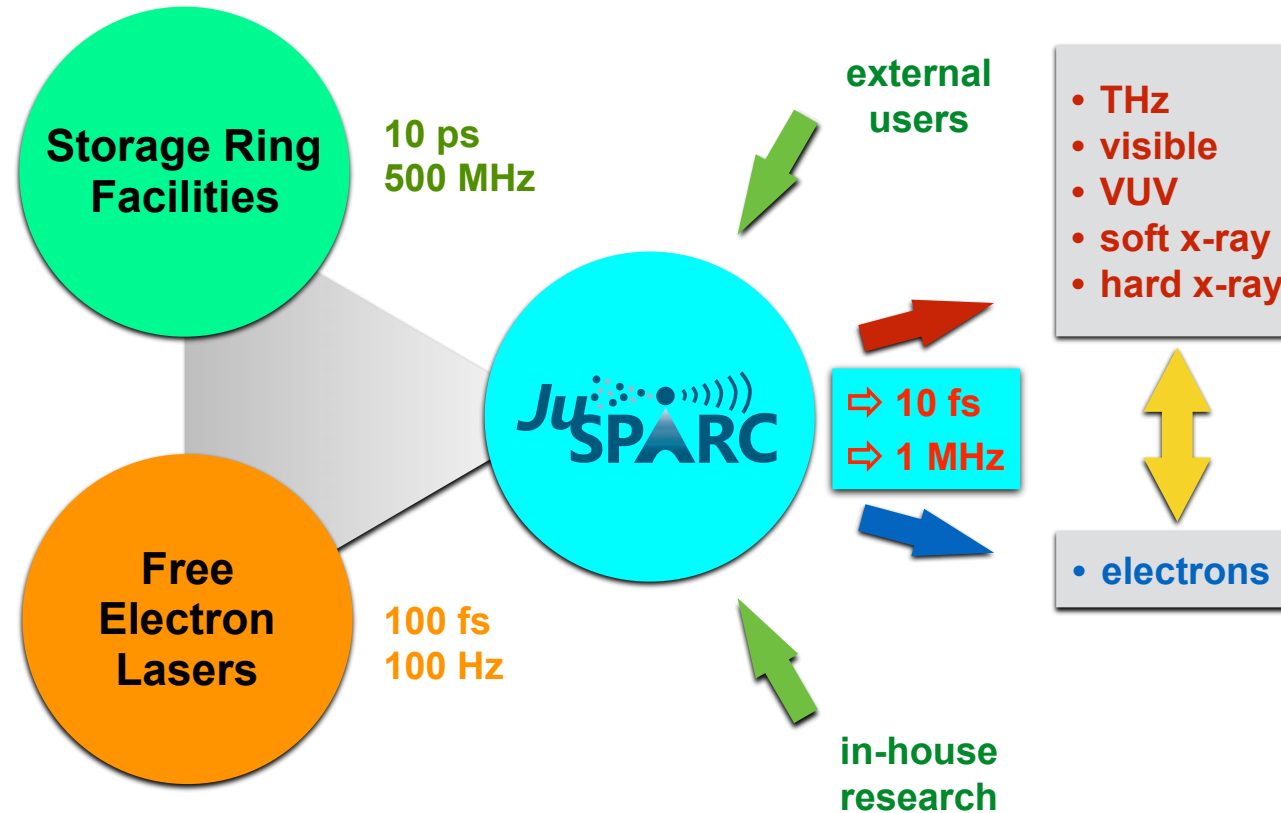 Storage Ring
Facilities
10 ps
500 MHz
external
users
• THz
• visible
• VUV
• soft x-ray
• hard x-ray
JuSPARC
⇨ 10 fs
⇨ 1 MHz
Free
Electron
Lasers
100 fs
100 Hz
• electrons
in-house
research